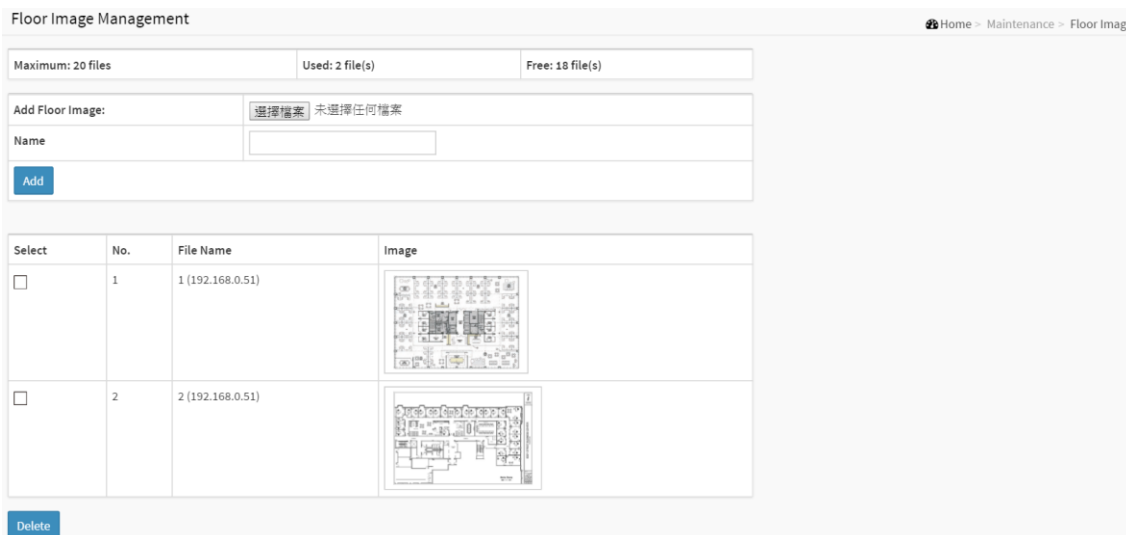 Floor Image Management
Home > Maintenance > Floor Imag
Maximum: 20 files Used: 2 file(s) Free: 18 file(s)
Add Floor Image: 選擇檔案 未選擇任何檔案
Name
Add
Select No. File Name Image
1 1 (192.168.0.51)
2 2 (192.168.0.51)
Delete